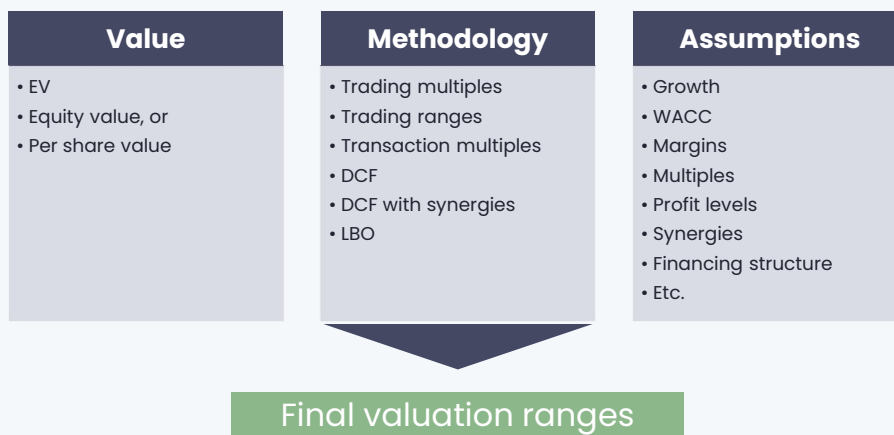 Value
• EV
• Equity value, or
• Per share value
Methodology
• Trading multiples
• Trading ranges
• Transaction multiples
• DCF
• DCF with synergies
• LBO
Assumptions
• Growth
• WACC
• Margins
• Multiples
• Profit levels
• Synergies
• Financing structure
• Etc.
Final valuation ranges